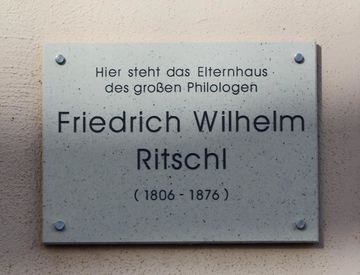 Hier steht das Elternhaus
des großen Philologen
Friedrich Wilhelm
Ritschl
( 1806 - 1876 )